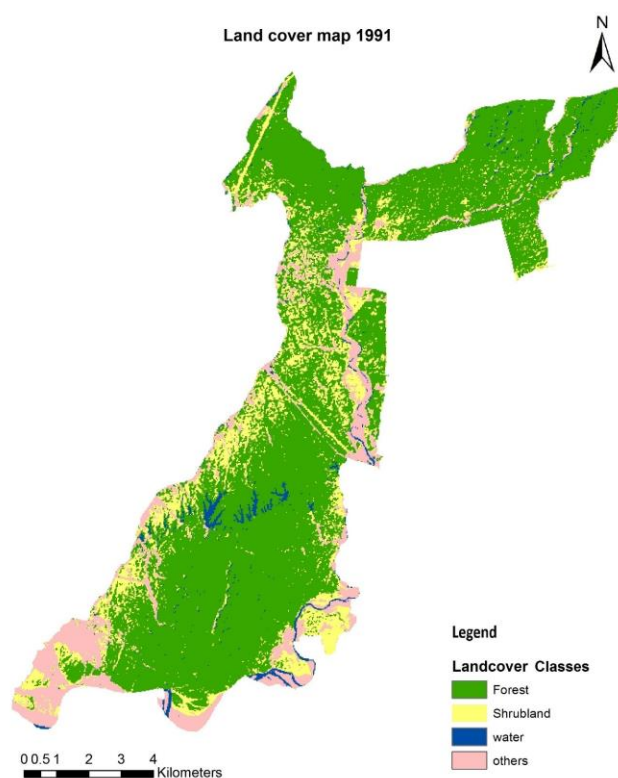 Land cover map 1991
N
Legend
Landcover Classes
Forest
Shrubland
water
others
0 0.5 1 2 3 4
Kilometers